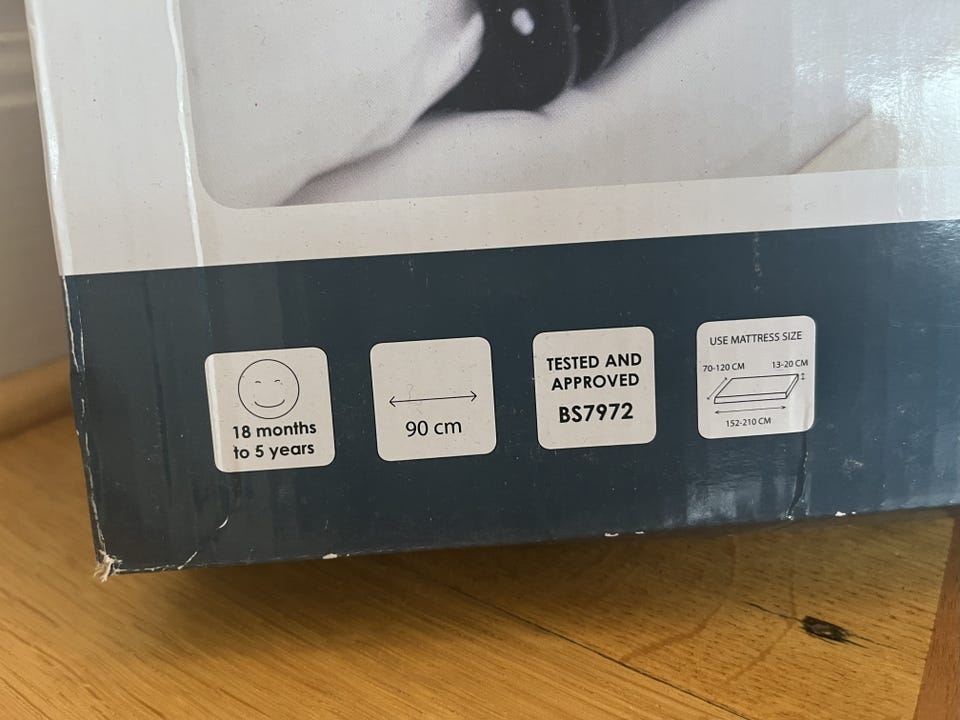 18 months
to 5 years
90 cm
TESTED AND
APPROVED
BS7972
USE MATTRESS SIZE
70-120 CM
13-20 CM
152-210 CM